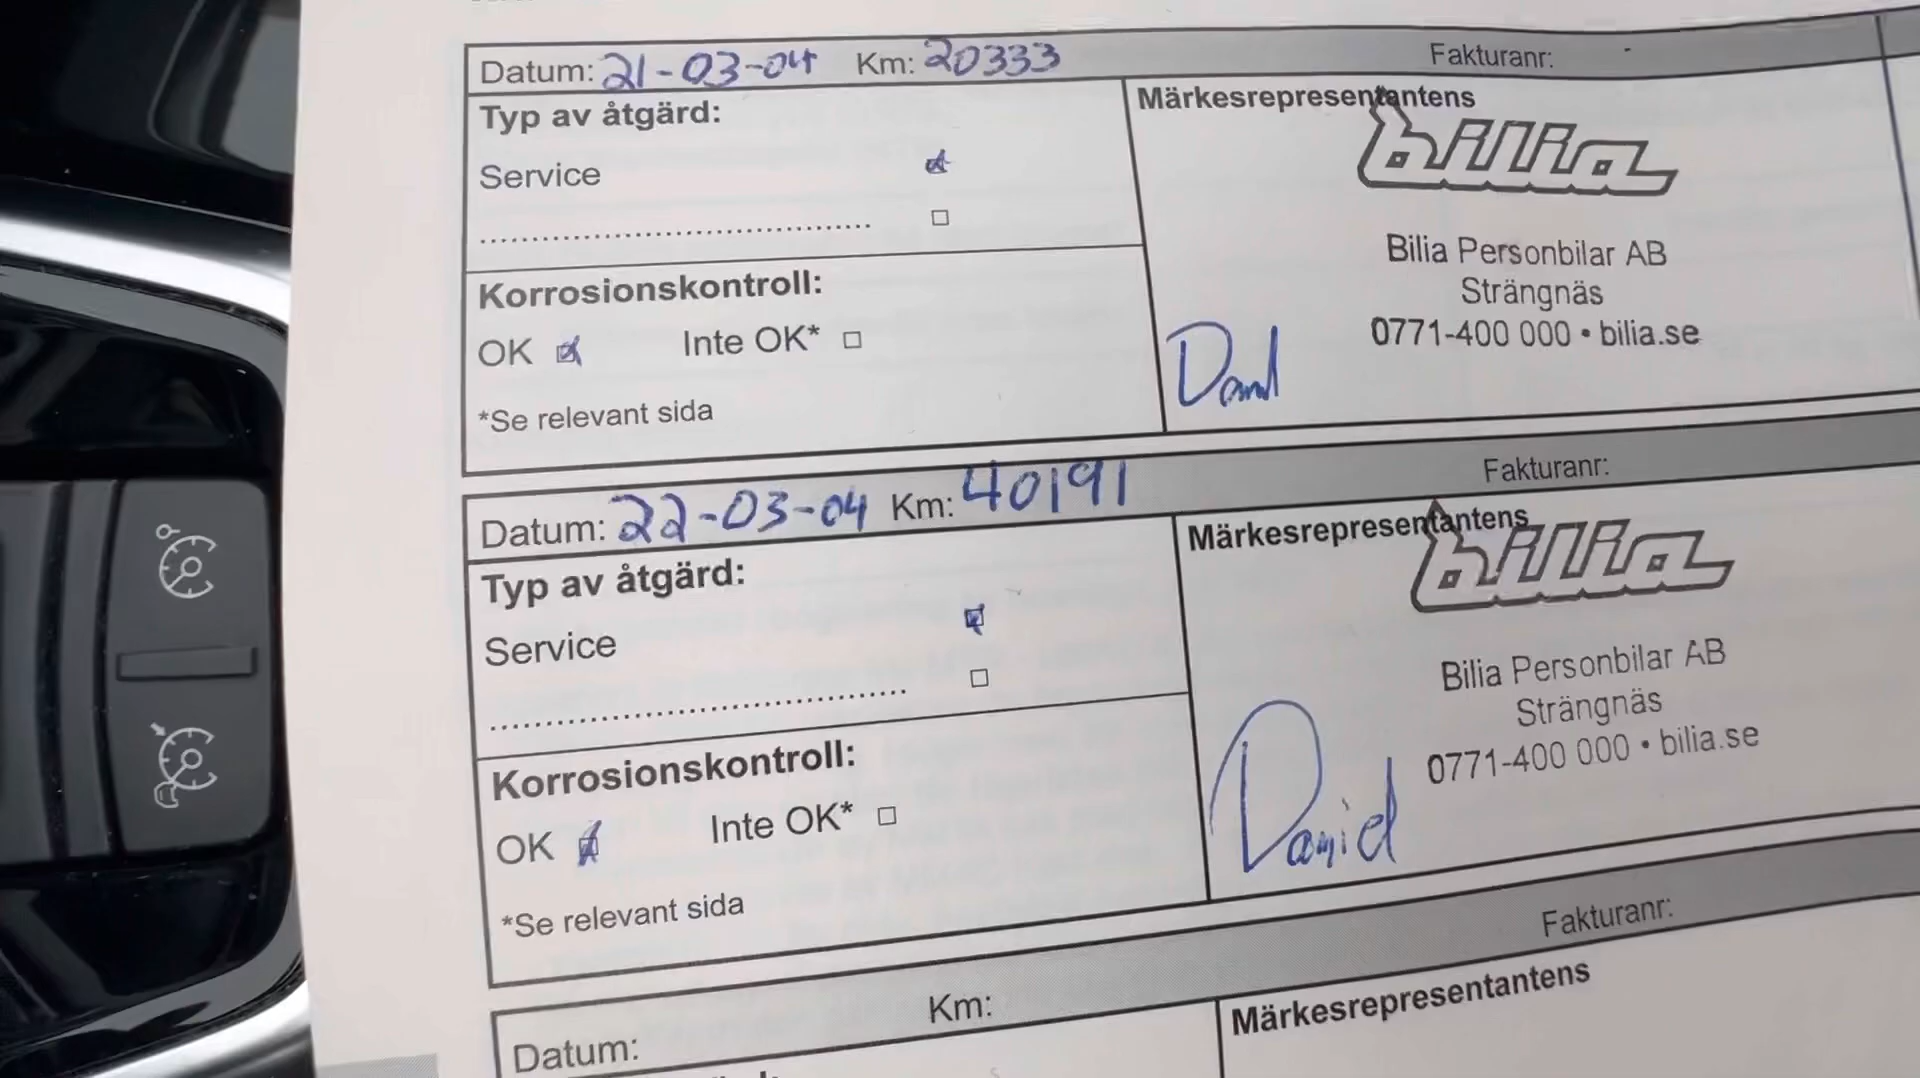 Datum: 21-03-04 Km: 20333 Fakturanr:
Typ av åtgärd:
Service
Korrosionskontroll:
OK Inte OK*
*Se relevant sida
Märkesrepresentantens
bilia
Bilia Personbilar AB
Strängnäs
0771-400 000 • bilia.se
Datum: 22-03-04 Km: 40191 Fakturanr:
Typ av åtgärd:
Service
Korrosionskontroll:
OK Inte OK*
*Se relevant sida
Märkesrepresentantens
bilia
Bilia Personbilar AB
Strängnäs
0771-400 000 • bilia.se
Daniel
Datum: Km: Fakturanr:
Märkesrepresentantens